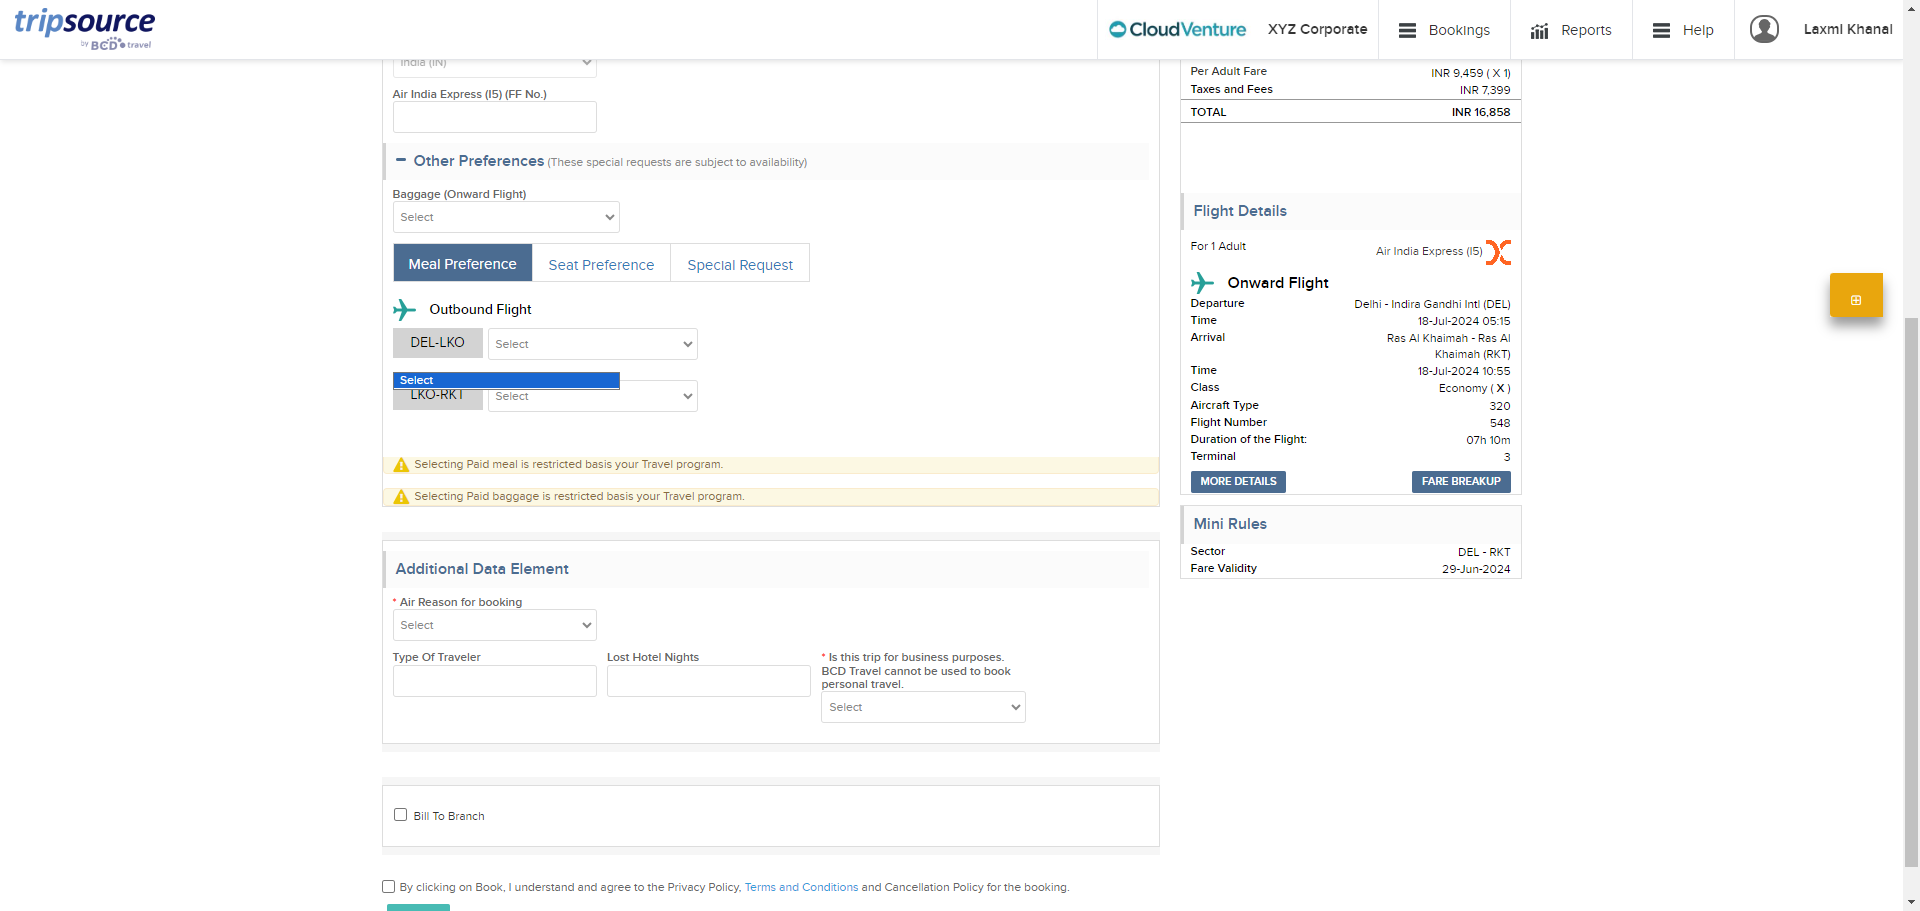 tripsource
by BCD travel
CloudVenture XYZ Corporate Bookings Reports Help Laxmi Khanal
India (IN)
Air India Express (I5) (FF No.)
Other Preferences (These special requests are subject to availability)
Baggage (Onward Flight)
Select
Meal Preference Seat Preference Special Request
Outbound Flight
DEL-LKO Select
Select
LKO-RKT Select
Selecting Paid meal is restricted basis your Travel program.
Selecting Paid baggage is restricted basis your Travel program.
Additional Data Element
* Air Reason for booking
Select
Type Of Traveler
Lost Hotel Nights
* Is this trip for business purposes.
BCD Travel cannot be used to book
personal travel.
Select
Bill To Branch
By clicking on Book, I understand and agree to the Privacy Policy, Terms and Conditions and Cancellation Policy for the booking.
Per Adult Fare INR 9,459 ( X 1)
Taxes and Fees INR 7,399
TOTAL INR 16,858
Flight Details
For 1 Adult Air India Express (I5)
Onward Flight
Departure Delhi - Indira Gandhi Intl (DEL)
Time 18-Jul-2024 05:15
Arrival Ras Al Khaimah - Ras Al
Khaimah (RKT)
Time 18-Jul-2024 10:55
Class Economy ( X )
Aircraft Type 320
Flight Number 548
Duration of the Flight: 07h 10m
Terminal 3
MORE DETAILS FARE BREAKUP
Mini Rules
Sector DEL - RKT
Fare Validity 29-Jun-2024